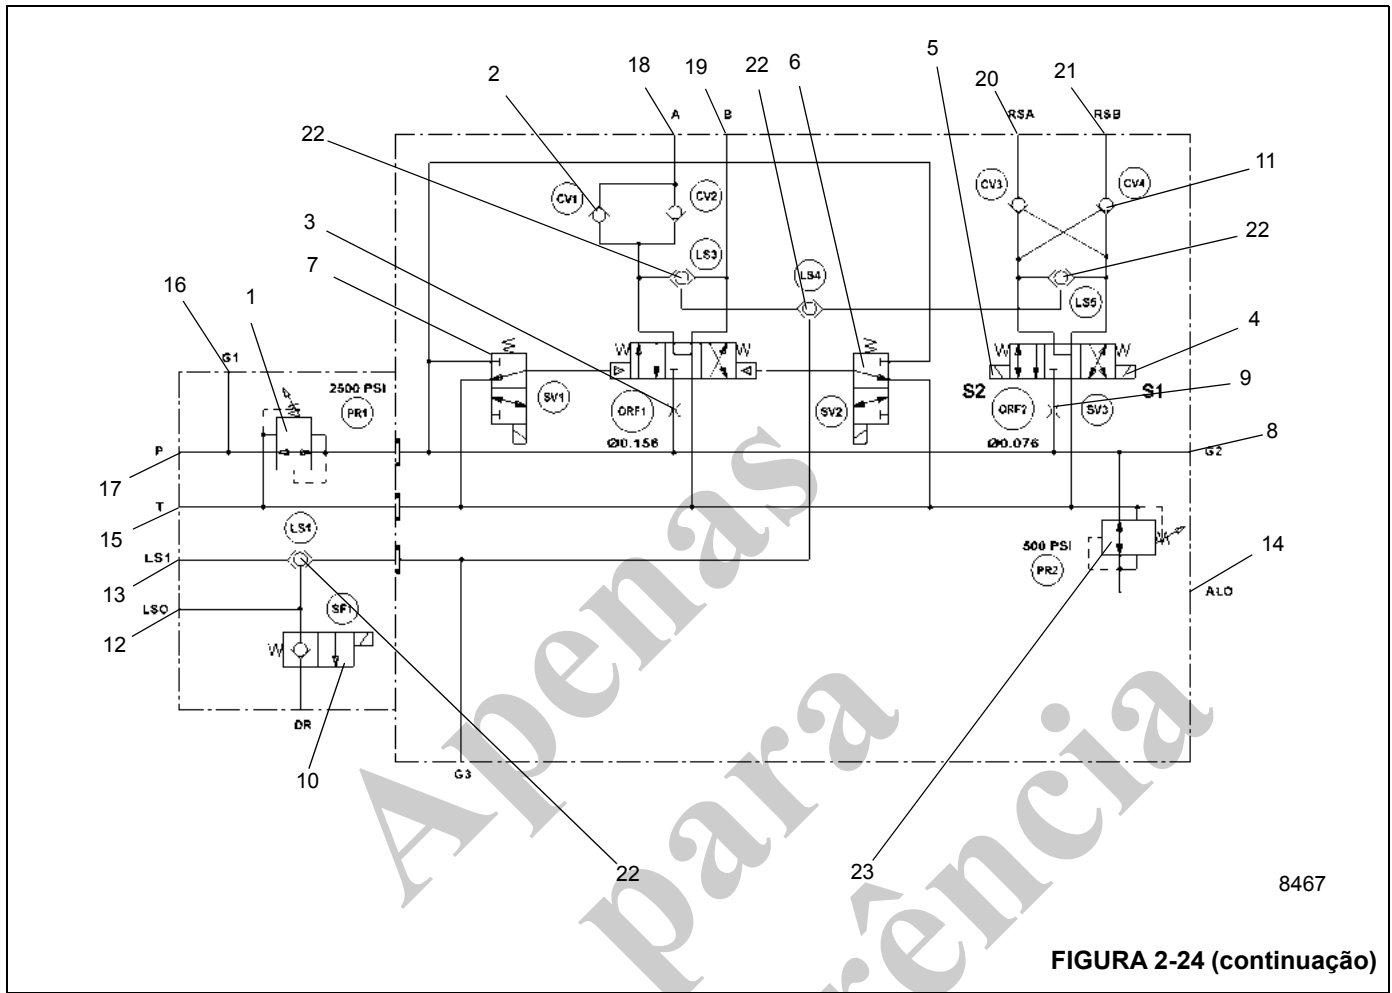 5
2
18
19
22
6
20
21
A
B
RSA
RSB
22
11
CV1
CV2
CV3
CV4
3
22
LS3
7
LS4
16
1
LS5
4
G1
2500 PSI
PR1
SV1
ORF1
SV2
S2
ORF2
SV3
S1
9
Ø0.156
Ø0.076
8
P
G2
17
T
15
LS1
500 PSI
14
LS1
PR2
13
ALO
LSO
SF1
12
DR
10
G3
22
23
8467
Apenas
para
rência
FIGURA 2-24 (continuação)